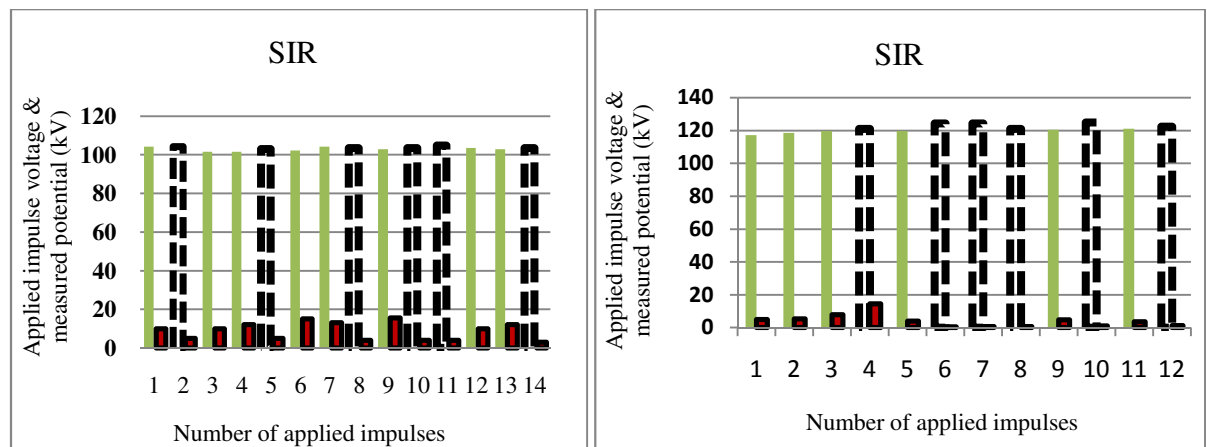 SIR
Applied impulse voltage &
measured potential (kV)
120
100
80
60
40
20
0
1 2 3 4 5 6 7 8 9 10 11 12 13 14
Number of applied impulses
SIR
Applied impulse voltage &
measured potential (kV)
140
120
100
80
60
40
20
0
1 2 3 4 5 6 7 8 9 10 11 12
Number of applied impulses